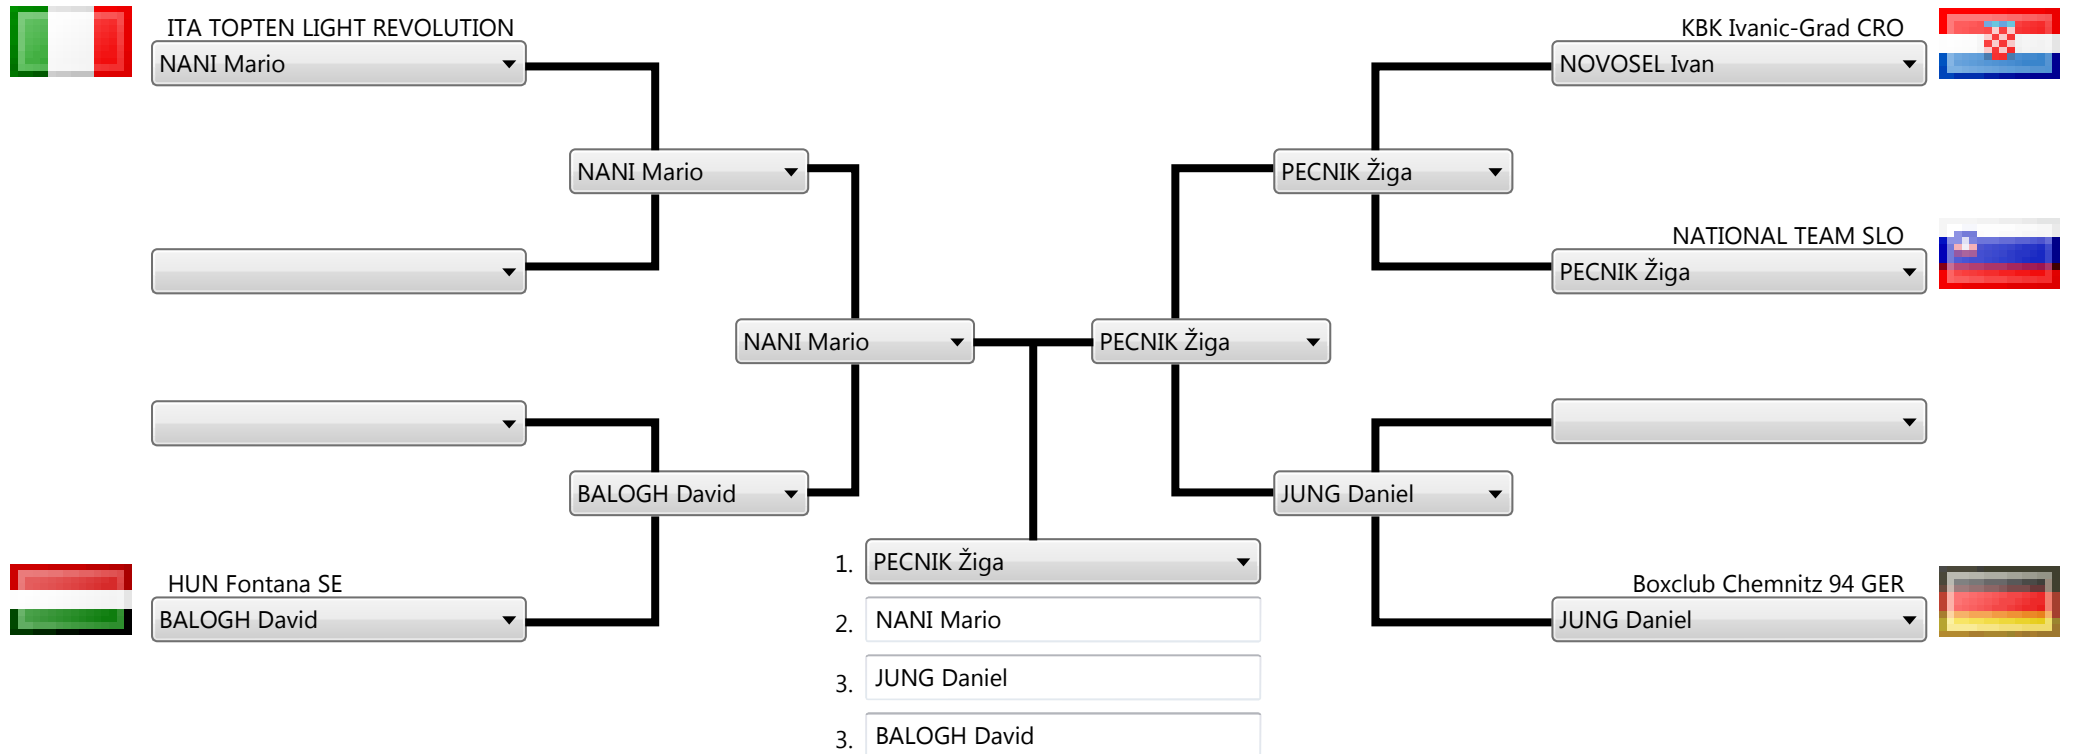 ITA TOPTEN LIGHT REVOLUTION
KBK Ivanic-Grad CRO
NANI Mario
NOVOSEL Ivan
NANI Mario
PECNIK Žiga
NATIONAL TEAM SLO
PECNIK Žiga
NANI Mario
PECNIK Žiga
BALOGH David
JUNG Daniel
1. PECNIK Žiga
HUN Fontana SE
Boxclub Chemnitz 94 GER
BALOGH David
2. NANI Mario
JUNG Daniel
3. JUNG Daniel
3. BALOGH David